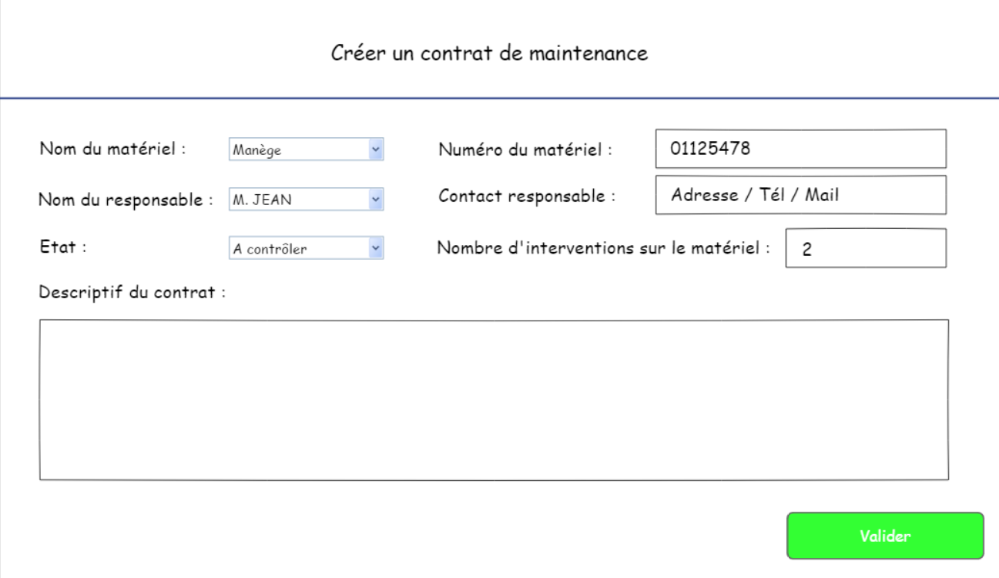 Créer un contrat de maintenance
Nom du matériel : Manège Numéro du matériel : 01125478
Nom du responsable : M. JEAN Contact responsable : Adresse / Tél / Mail
Etat : A contrôler Nombre d'interventions sur le matériel : 2
Descriptif du contrat :
Valider